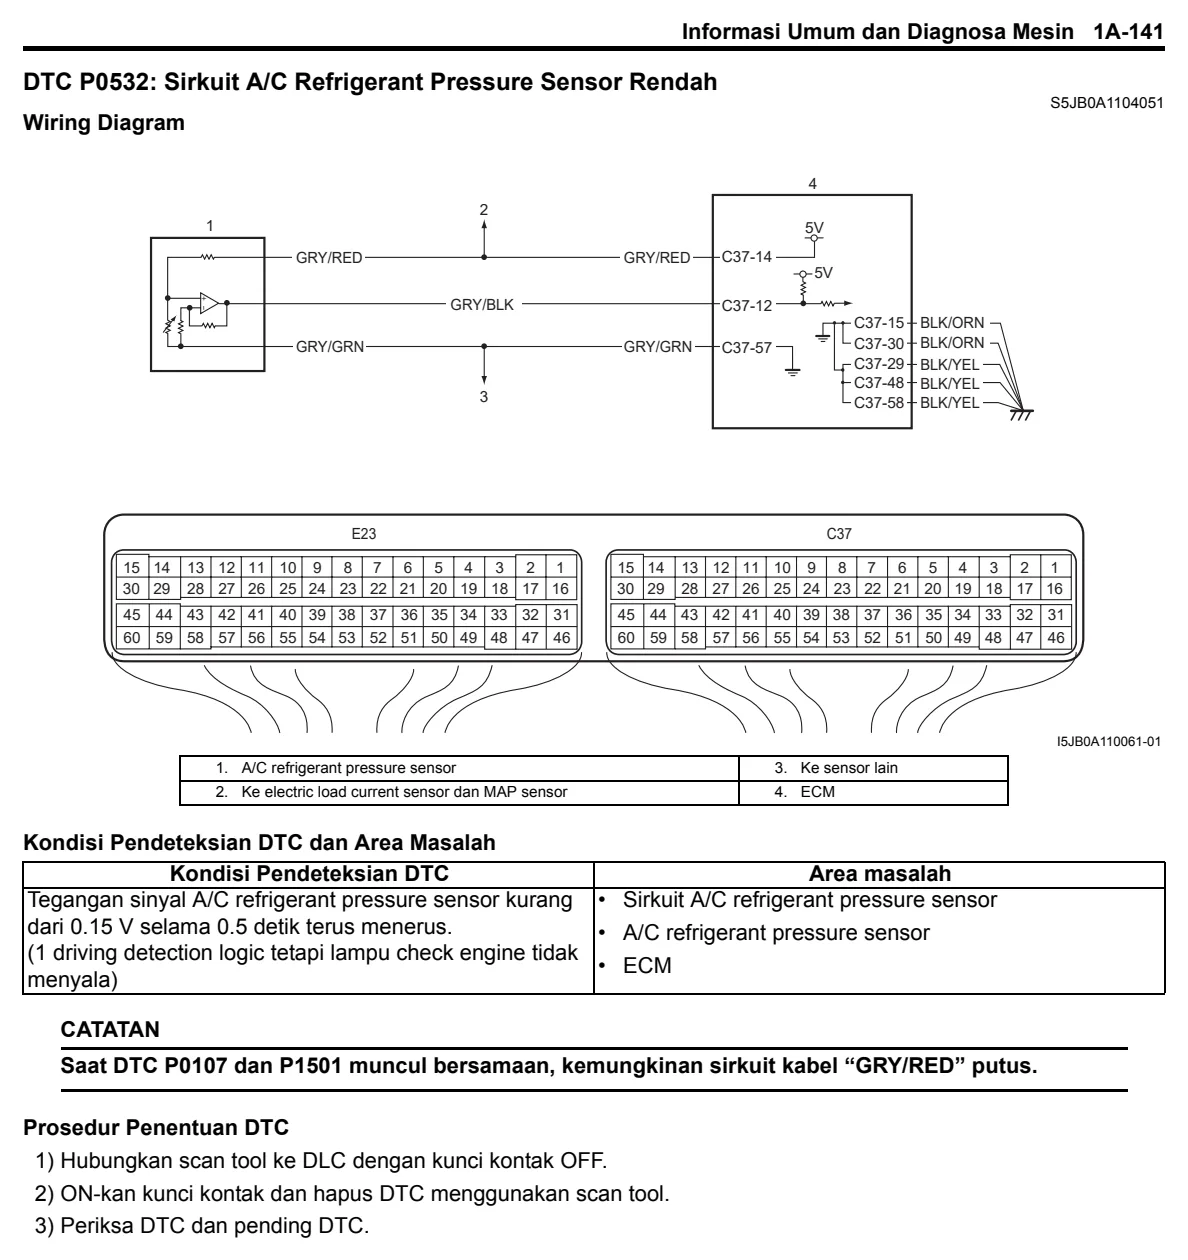 Informasi Umum dan Diagnosa Mesin 1A-141
DTC P0532: Sirkuit A/C Refrigerant Pressure Sensor Rendah
S5JB0A1104051
Wiring Diagram
1
2
3
4
GRY/RED
GRY/RED
C37-14
5V
5V
GRY/BLK
C37-12
GRY/GRN
GRY/GRN
C37-57
C37-15 BLK/ORN
C37-30 BLK/ORN
C37-29 BLK/YEL
C37-48 BLK/YEL
C37-58 BLK/YEL
E23
15 14 13 12 11 10 9 8 7 6 5 4 3 2 1
30 29 28 27 26 25 24 23 22 21 20 19 18 17 16
45 44 43 42 41 40 39 38 37 36 35 34 33 32 31
60 59 58 57 56 55 54 53 52 51 50 49 48 47 46
C37
15 14 13 12 11 10 9 8 7 6 5 4 3 2 1
30 29 28 27 26 25 24 23 22 21 20 19 18 17 16
45 44 43 42 41 40 39 38 37 36 35 34 33 32 31
60 59 58 57 56 55 54 53 52 51 50 49 48 47 46
I5JB0A110061-01
1. A/C refrigerant pressure sensor
3. Ke sensor lain
2. Ke electric load current sensor dan MAP sensor
4. ECM
Kondisi Pendeteksian DTC dan Area Masalah
Kondisi Pendeteksian DTC
Area masalah
Tegangan sinyal A/C refrigerant pressure sensor kurang
dari 0.15 V selama 0.5 detik terus menerus.
(1 driving detection logic tetapi lampu check engine tidak
menyala)
• Sirkuit A/C refrigerant pressure sensor
• A/C refrigerant pressure sensor
• ECM
CATATAN
Saat DTC P0107 dan P1501 muncul bersamaan, kemungkinan sirkuit kabel “GRY/RED” putus.
Prosedur Penentuan DTC
1) Hubungkan scan tool ke DLC dengan kunci kontak OFF.
2) ON-kan kunci kontak dan hapus DTC menggunakan scan tool.
3) Periksa DTC dan pending DTC.